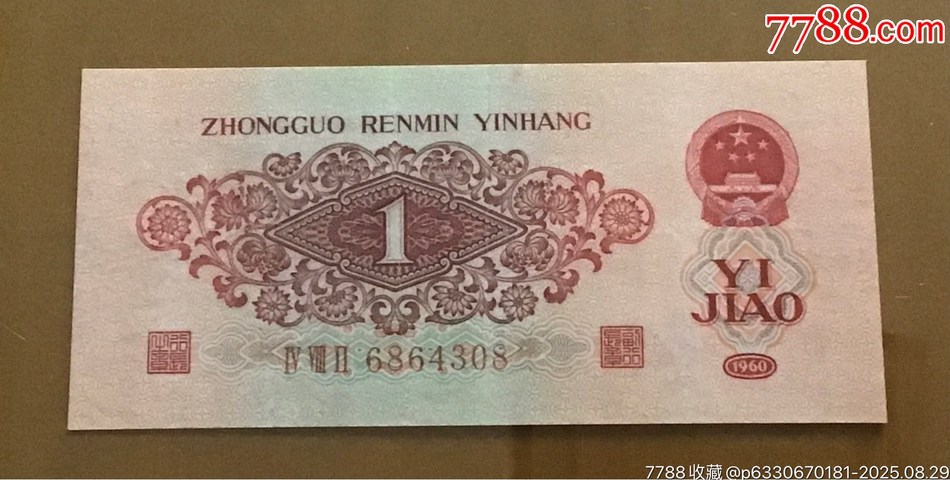 7788.com
ZHONGGUO RENMIN YINHANG
1
YI
JIAO
IV VIII II 6864308
1960
7788收藏@p6330670181-2025.08.29